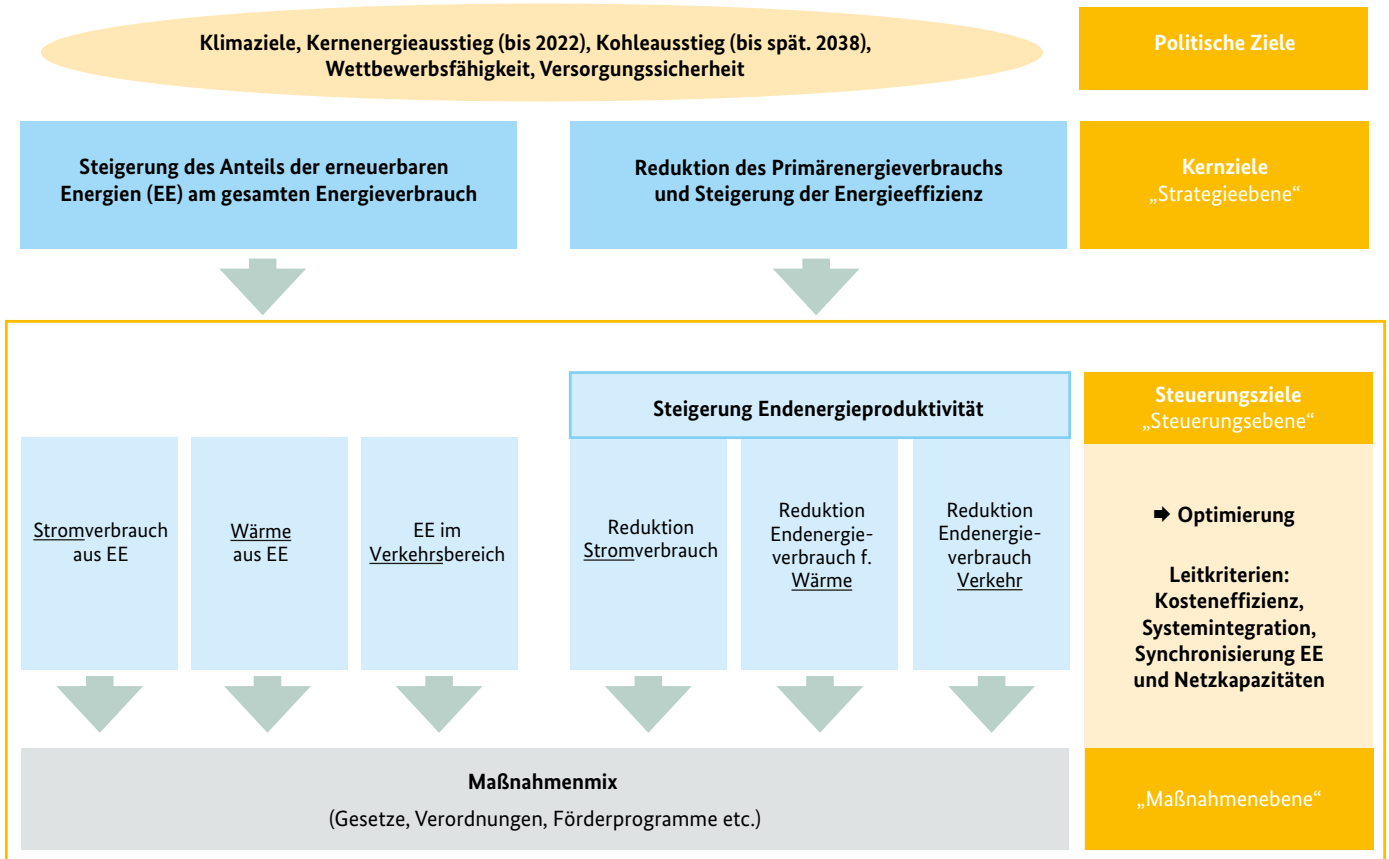 Klimaziele, Kernenergieausstieg (bis 2022), Kohleausstieg (bis spät. 2038),
Wettbewerbsfähigkeit, Versorgungssicherheit
Politische Ziele
Steigerung des Anteils der erneuerbaren
Energien (EE) am gesamten Energieverbrauch
Reduktion des Primärenergieverbrauchs
und Steigerung der Energieeffizienz
Kernziele
„Strategieebene“
Steigerung Endenergieproduktivität
Steuerungsziele
„Steuerungsebene“
Stromverbrauch
aus EE
Wärme
aus EE
EE im
Verkehrsbereich
Reduktion
Stromverbrauch
Reduktion
Endenergie-
verbrauch f.
Wärme
Reduktion
Endenergie-
verbrauch
Verkehr
➡ Optimierung
Leitkriterien:
Kosteneffizienz,
Systemintegration,
Synchronisierung EE
und Netzkapazitäten
Maßnahmenmix
(Gesetze, Verordnungen, Förderprogramme etc.)
„Maßnahmenebene“